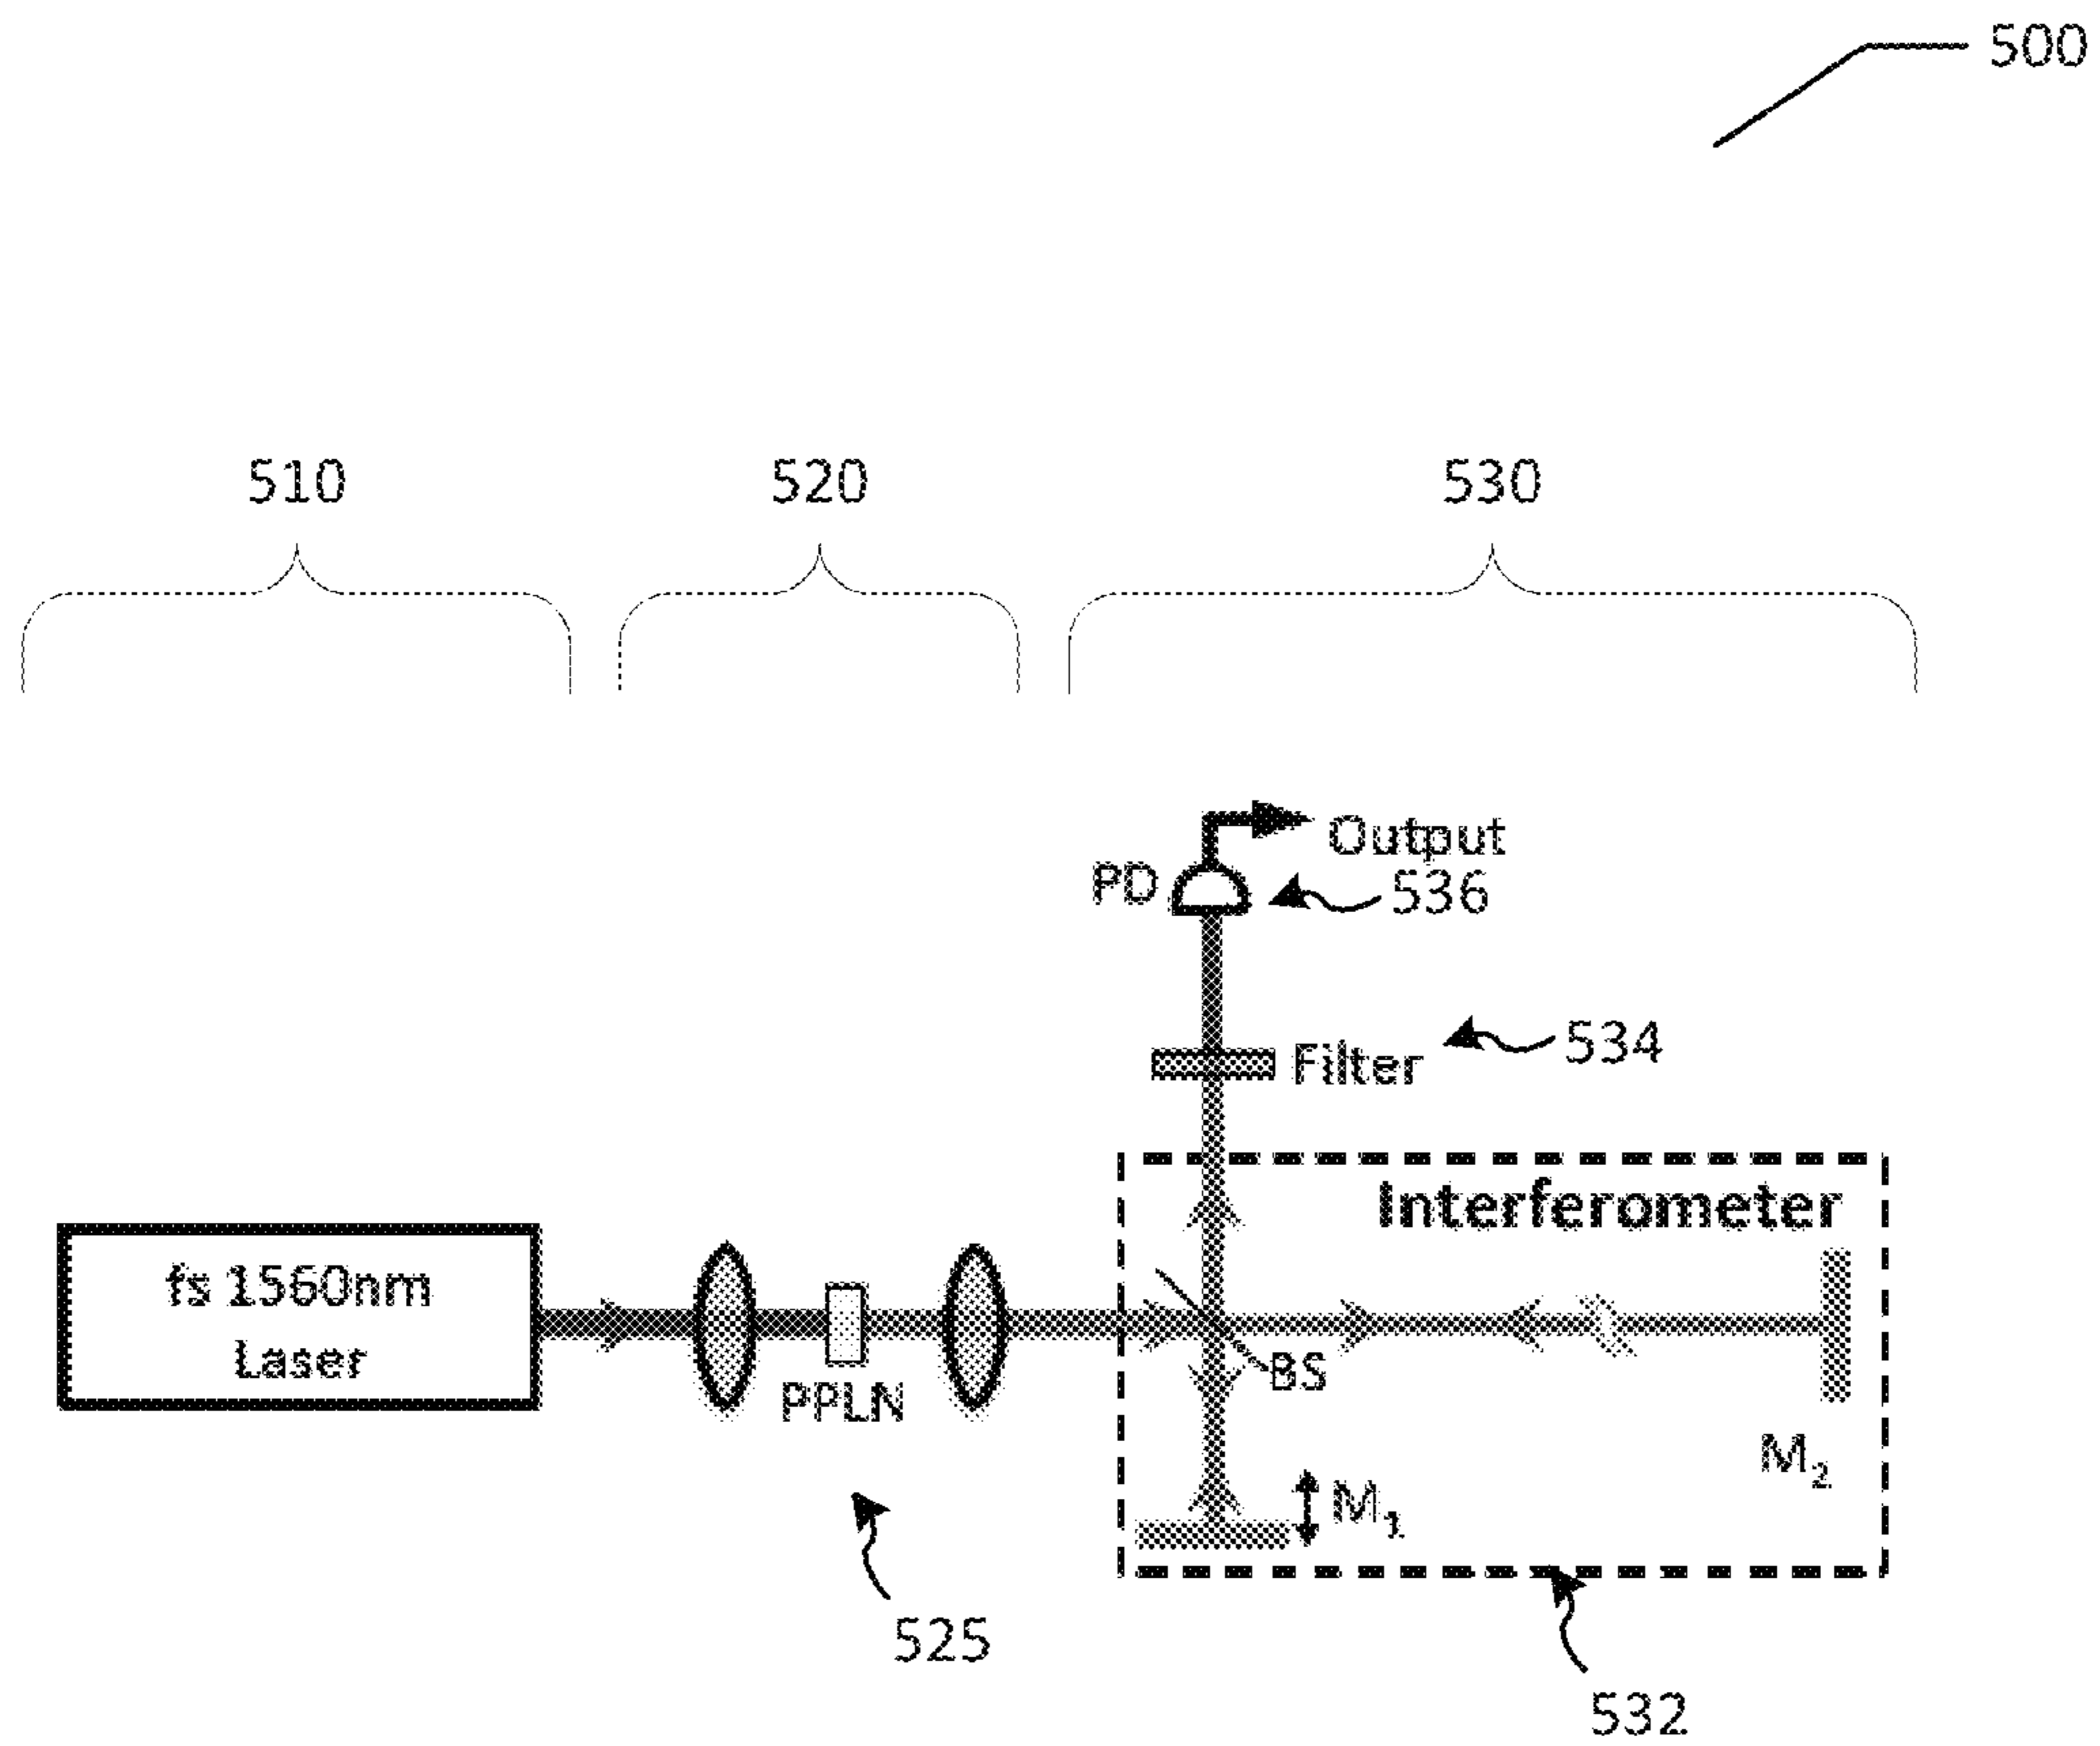 500
510
520
530
Output
PD
536
534
Filter
Interferometer
fs 1560nm
Laser
BS
PPLN
M2
M1
525
532